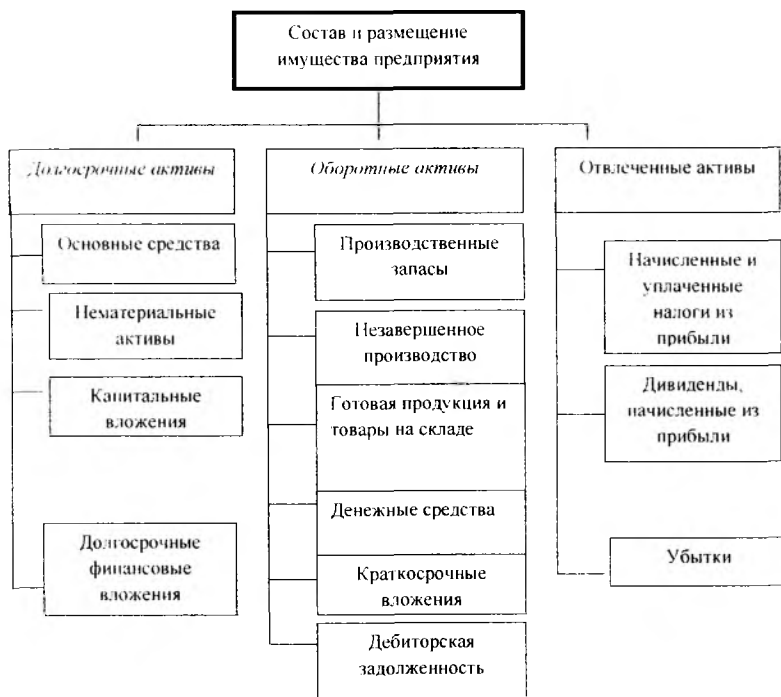 Состав и размещение
имущества предприятия
Долгосрочные активы
Основные средства
Нематериальные
активы
Капитальные
вложения
Долгосрочные
финансовые
вложения
Оборотные активы
Производственные
запасы
Незавершенное
производство
Готовая продукция и
товары на складе
Денежные средства
Краткосрочные
вложения
Дебиторская
задолженность
Отвлеченные активы
Начисленные и
уплаченные
налоги из
прибыли
Дивиденды,
начисленные из
прибыли
Убытки